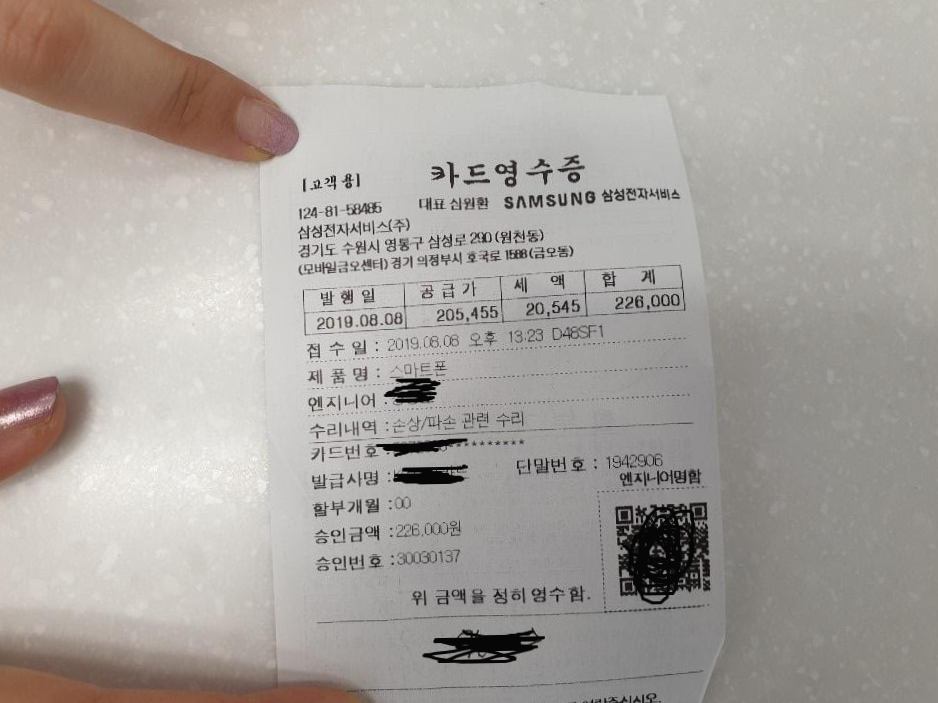 [고객용] 카드영수증
124-81-58485 대표 심원환 SAMSUNG 삼성전자서비스
삼성전자서비스(주)
경기도 수원시 영통구 삼성로 290 (원천동)
(모바일금오센터) 경기 의정부시 호국로 1588 (금오동)
발행일 공급가 세액 합계
2019.08.08 205,455 20,545 226,000
접수일 : 2019.08.08 오후 13:23 D48SF1
제품명 : 스마트폰
엔지니어 :
수리내역 : 손상/파손 관련 수리
카드번호 **********
발급사명 : 단말번호 : 1942906
엔지니어명함
할부개월 : 00
승인금액 : 226,000원
승인번호 : 30030137
위 금액을 정히 영수함.